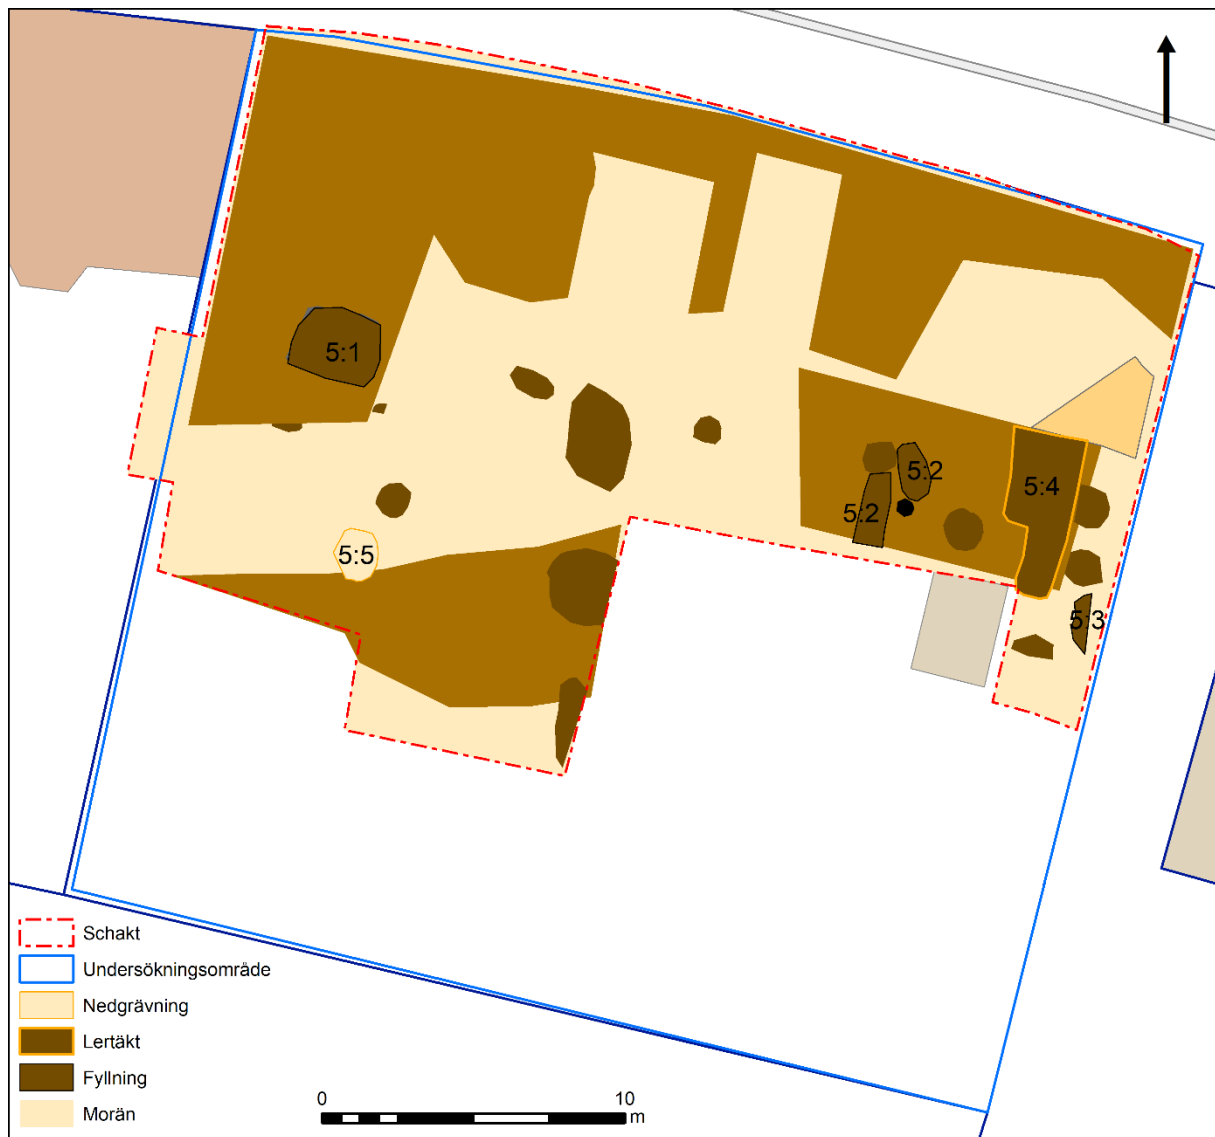 5:1
5:2
5:4
5:2
5:5
5:3
Schakt
Undersökningsområde
Nedgrävning
Lertäkt
Fyllning
Morän
0 10
m